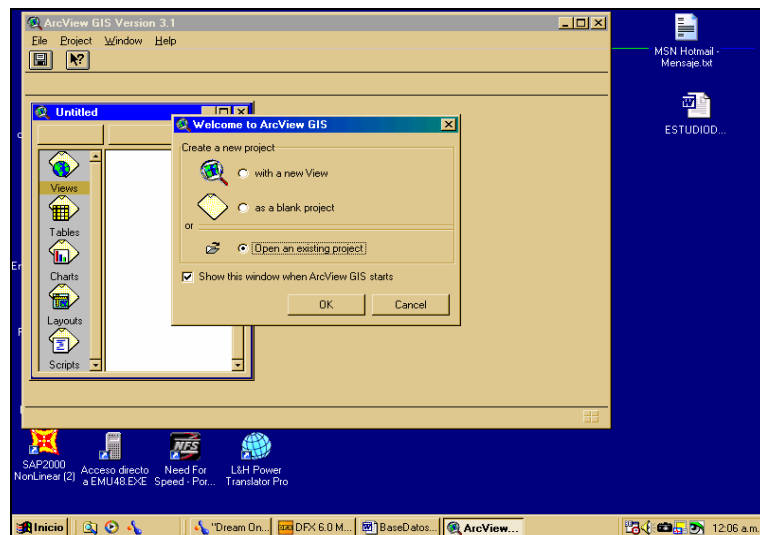 ArcView GIS Version 3.1
File Project Window Help
Untitled
Views
Tables
Charts
Layouts
Scripts
Welcome to ArcView GIS
Create a new project
with a new View
as a blank project
or
Open an existing project
Show this window when ArcView GIS starts
OK Cancel
MSN Hotmail -
Mensaje.txt
ESTUDIOD...
SAP2000
NonLinear (2)
Acceso directo
a EMU48.EXE
NFS
Need For
Speed - Por...
L&H Power
Translator Pro
Inicio
"Dream On...
DFX 6.0 M...
BaseDatos...
ArcView...
12:06 a.m.